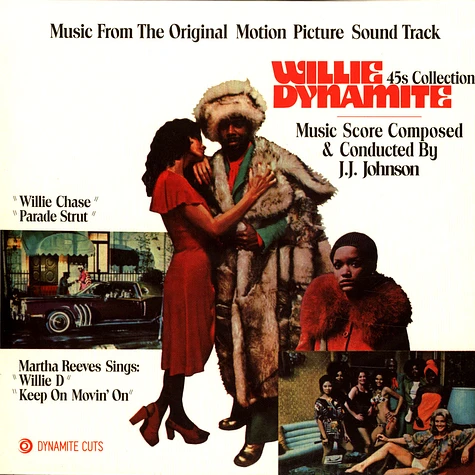 Music From The Original Motion Picture Sound Track
WILLIE 45s Collection
DYNAMITE
Music Score Composed
& Conducted By
J.J. Johnson
"Willie Chase"
"Parade Strut"
Martha Reeves Sings:
"Willie D"
"Keep On Movin' On"
DYNAMITE CUTS